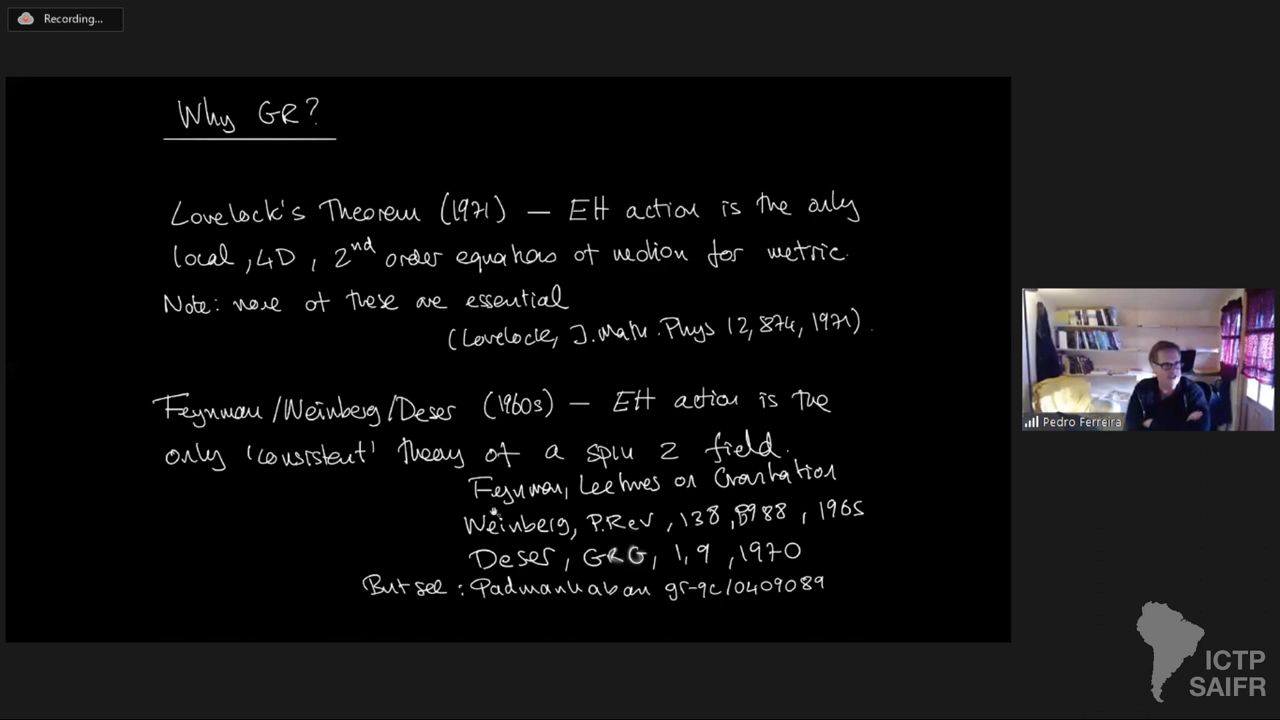 Recording...
Why GR?
Lovelock's Theorem (1971) — EH action is the only
local, 4D, 2nd order equations of motion for metric.
Note: none of these are essential
(Lovelock, J. Math. Phys 12, 874, 1971).
Feynman/Weinberg/Deser (1960s) — EH action is the
only 'consistent' theory of a spin 2 field.
Feynman, Lectures on Gravitation
Weinberg, P. Rev, 138, B988, 1965
Deser, GRG, 1, 9, 1970
But see: Padmanhaban gr-qc/0409089
Pedro Ferreira
ICTP
SAIFR